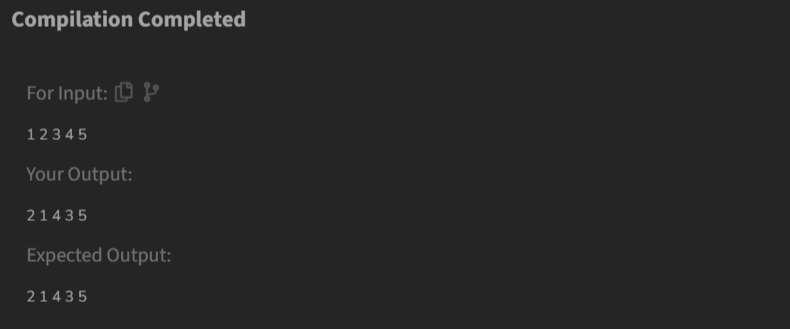 Compilation Completed
For Input:
1 2 3 4 5
Your Output:
2 1 4 3 5
Expected Output:
2 1 4 3 5